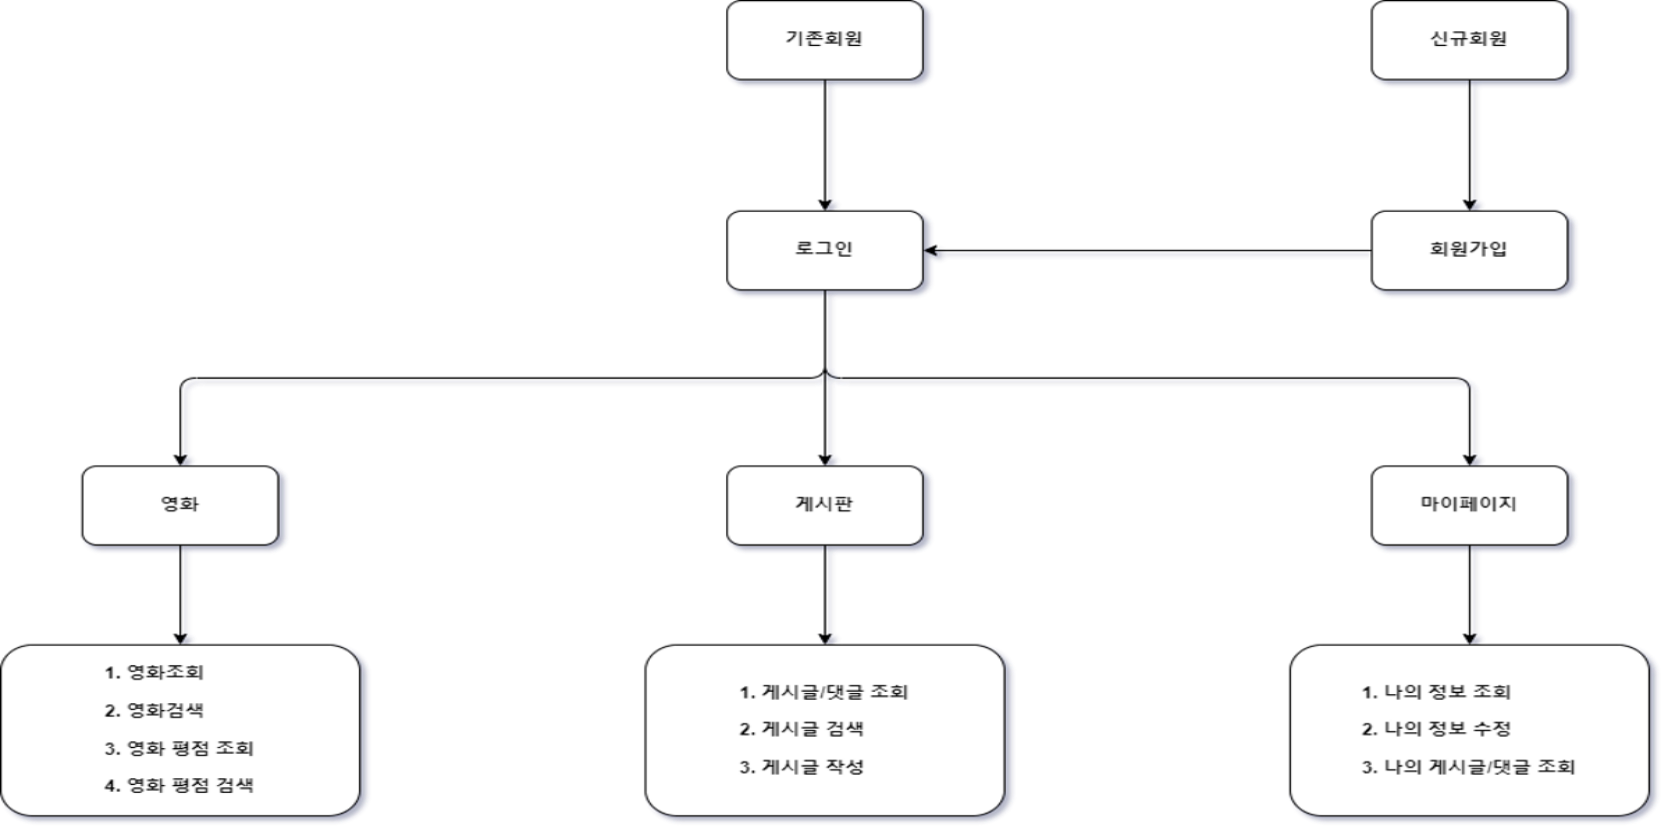 기존회원
신규회원
로그인
회원가입
영화
게시판
마이페이지
1. 영화조회
2. 영화검색
3. 영화 평점 조회
4. 영화 평점 검색
1. 게시글/댓글 조회
2. 게시글 검색
3. 게시글 작성
1. 나의 정보 조회
2. 나의 정보 수정
3. 나의 게시글/댓글 조회